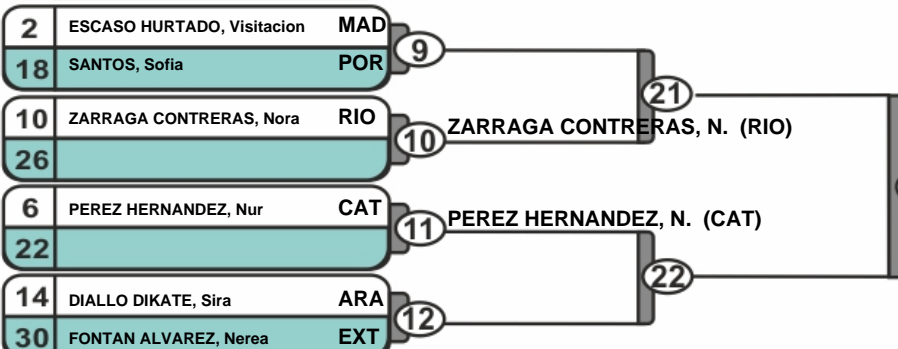 2 ESCASO HURTADO, Visitacion MAD
9
18 SANTOS, Sofia POR
21
10 ZARRAGA CONTRERAS, Nora RIO
10 ZARRAGA CONTRERAS, N. (RIO)
26
6 PEREZ HERNANDEZ, Nur CAT
11 PEREZ HERNANDEZ, N. (CAT)
22
22
14 DIALLO DIKATE, Sira ARA
12
30 FONTAN ALVAREZ, Nerea EXT